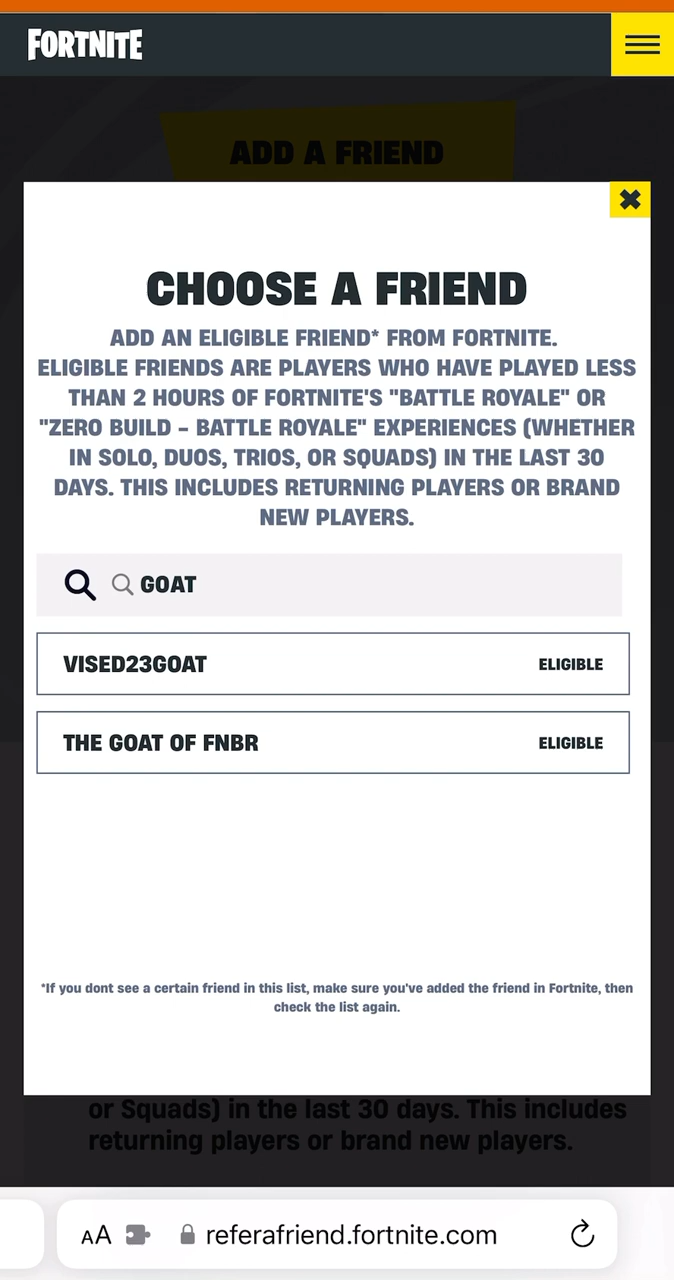 FORTNITE
ADD A FRIEND
CHOOSE A FRIEND
ADD AN ELIGIBLE FRIEND* FROM FORTNITE.
ELIGIBLE FRIENDS ARE PLAYERS WHO HAVE PLAYED LESS
THAN 2 HOURS OF FORTNITE'S "BATTLE ROYALE" OR
"ZERO BUILD – BATTLE ROYALE" EXPERIENCES (WHETHER
IN SOLO, DUOS, TRIOS, OR SQUADS) IN THE LAST 30
DAYS. THIS INCLUDES RETURNING PLAYERS OR BRAND
NEW PLAYERS.
GOAT
VISED23GOAT ELIGIBLE
THE GOAT OF FNBR ELIGIBLE
*If you dont see a certain friend in this list, make sure you've added the friend in Fortnite, then
check the list again.
or Squads) in the last 30 days. This includes
returning players or brand new players.
AA referafriend.fortnite.com